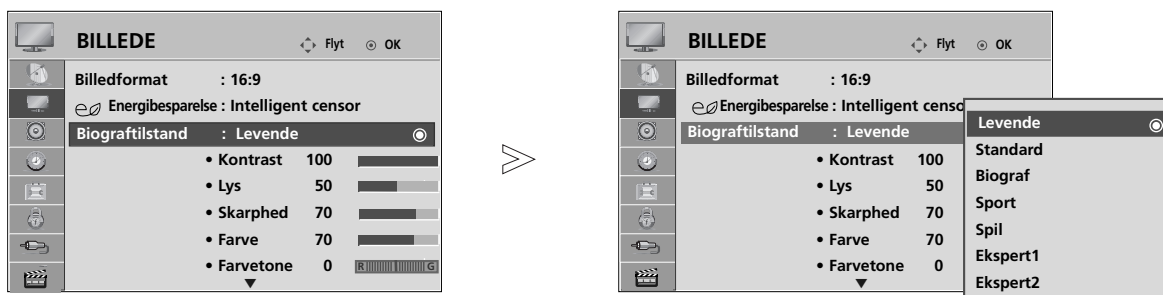 BILLEDE Flyt OK
Billedformat : 16:9
Energibesparelse : Intelligent censor
Biograftilstand : Levende
• Kontrast 100
• Lys 50
• Skarphed 70
• Farve 70
• Farvetone 0 R G
BILLEDE Flyt OK
Billedformat : 16:9
Energibesparelse : Intelligent censo
Biograftilstand : Levende
• Kontrast 100
• Lys 50
• Skarphed 70
• Farve 70
• Farvetone 0
Levende
Standard
Biograf
Sport
Spil
Ekspert1
Ekspert2